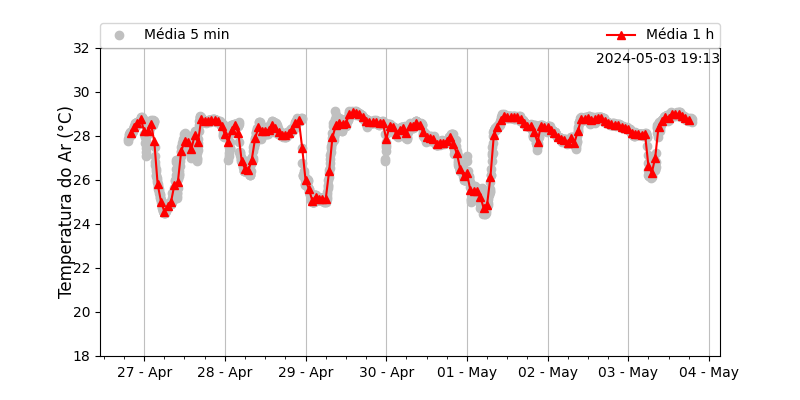 Média 5 min
Média 1 h
2024-05-03 19:13
Temperatura do Ar (°C)
32
30
28
26
24
22
20
18
27 - Apr
28 - Apr
29 - Apr
30 - Apr
01 - May
02 - May
03 - May
04 - May